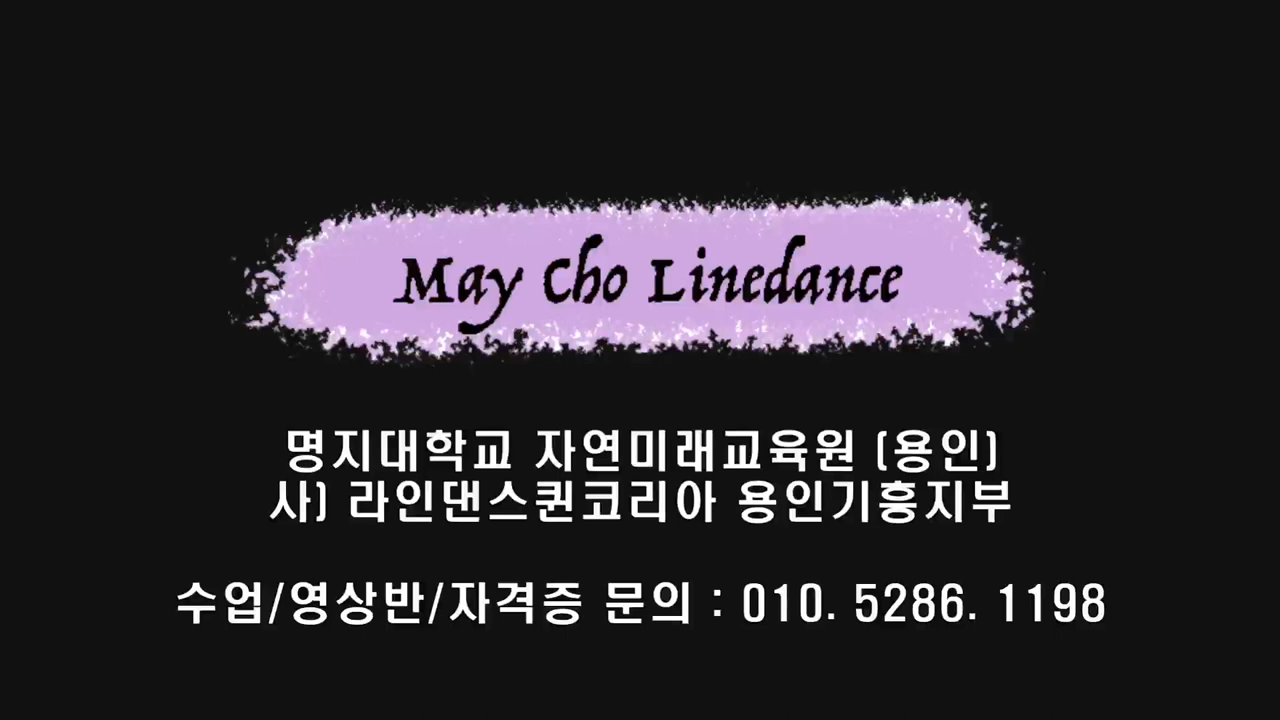 May Cho Linedance
명지대학교 자연미래교육원 (용인)
사) 라인댄스퀸코리아 용인기흥지부
수업/영상반/자격증 문의 : 010. 5286. 1198